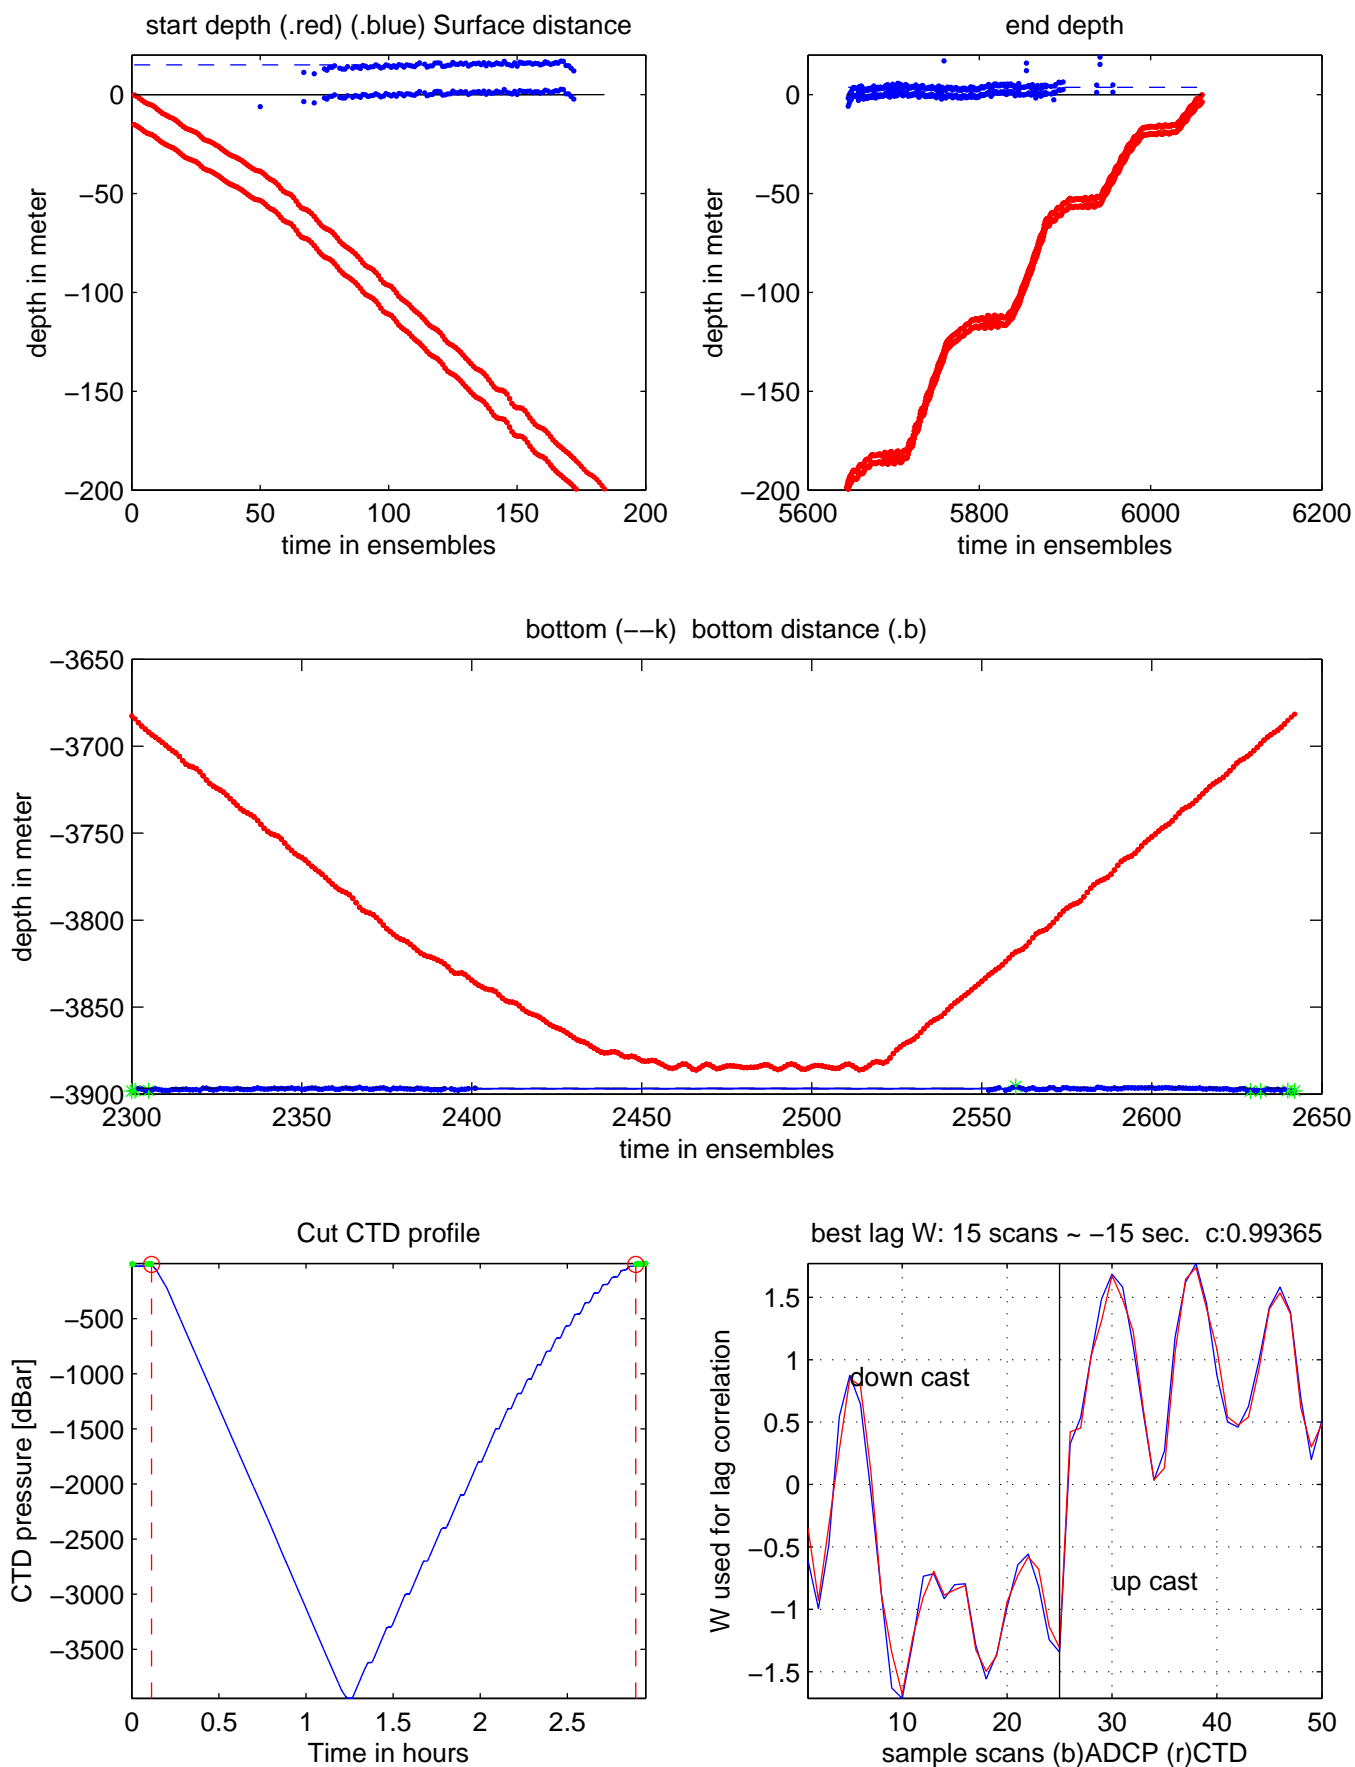 start depth (.red) (.blue) Surface distance
0
−50
−100
−150
−200
depth in meter
0 50 100 150 200
time in ensembles
end depth
0
−50
−100
−150
−200
depth in meter
5600 5800 6000 6200
time in ensembles
bottom (−−k) bottom distance (.b)
−3650
−3700
−3750
−3800
−3850
−3900
depth in meter
2300 2350 2400 2450 2500 2550 2600 2650
time in ensembles
Cut CTD profile
−500
−1000
−1500
−2000
−2500
−3000
−3500
CTD pressure [dBar]
0 0.5 1 1.5 2 2.5
Time in hours
best lag W: 15 scans ~ −15 sec. c:0.99365
1.5
1
0.5
0
−0.5
−1
−1.5
W used for lag correlation
down cast
up cast
10 20 30 40 50
sample scans (b)ADCP (r)CTD